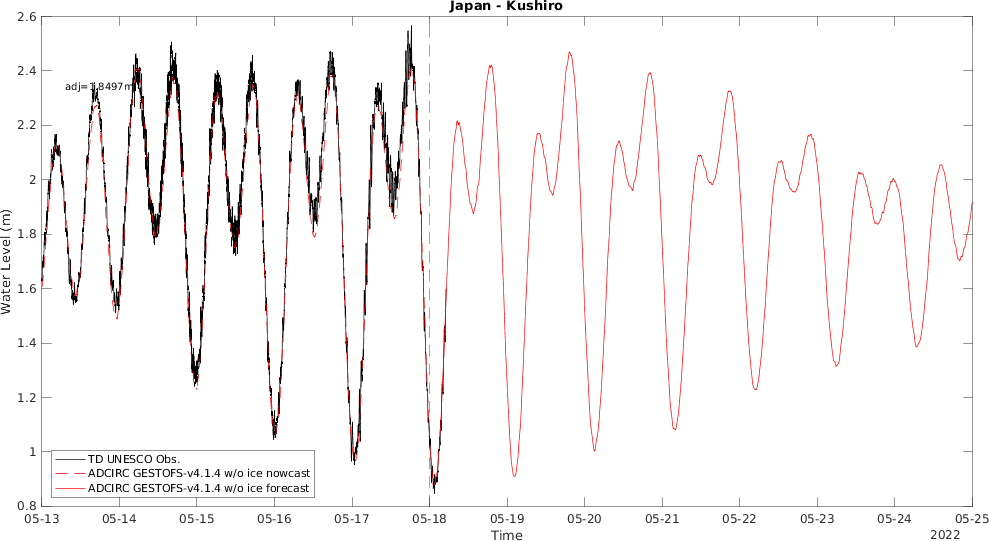 Japan - Kushiro
2.6
2.4
2.2
2
1.8
1.6
1.4
1.2
1
0.8
Water Level (m)
adj=1.8497m
TD UNESCO Obs.
ADCIRC GESTOFS-v4.1.4 w/o ice nowcast
ADCIRC GESTOFS-v4.1.4 w/o ice forecast
05-13 05-14 05-15 05-16 05-17 05-18 05-19 05-20 05-21 05-22 05-23 05-24 05-25
Time
2022